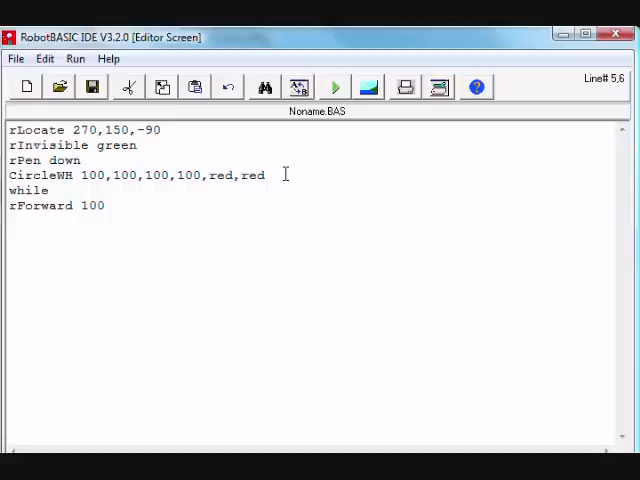 RobotBASIC IDE V3.2.0 [Editor Screen]
File Edit Run Help
Line# 5,6
Noname.BAS
rLocate 270,150,-90
rInvisible green
rPen down
CircleWH 100,100,100,100,red,red
while
rForward 100